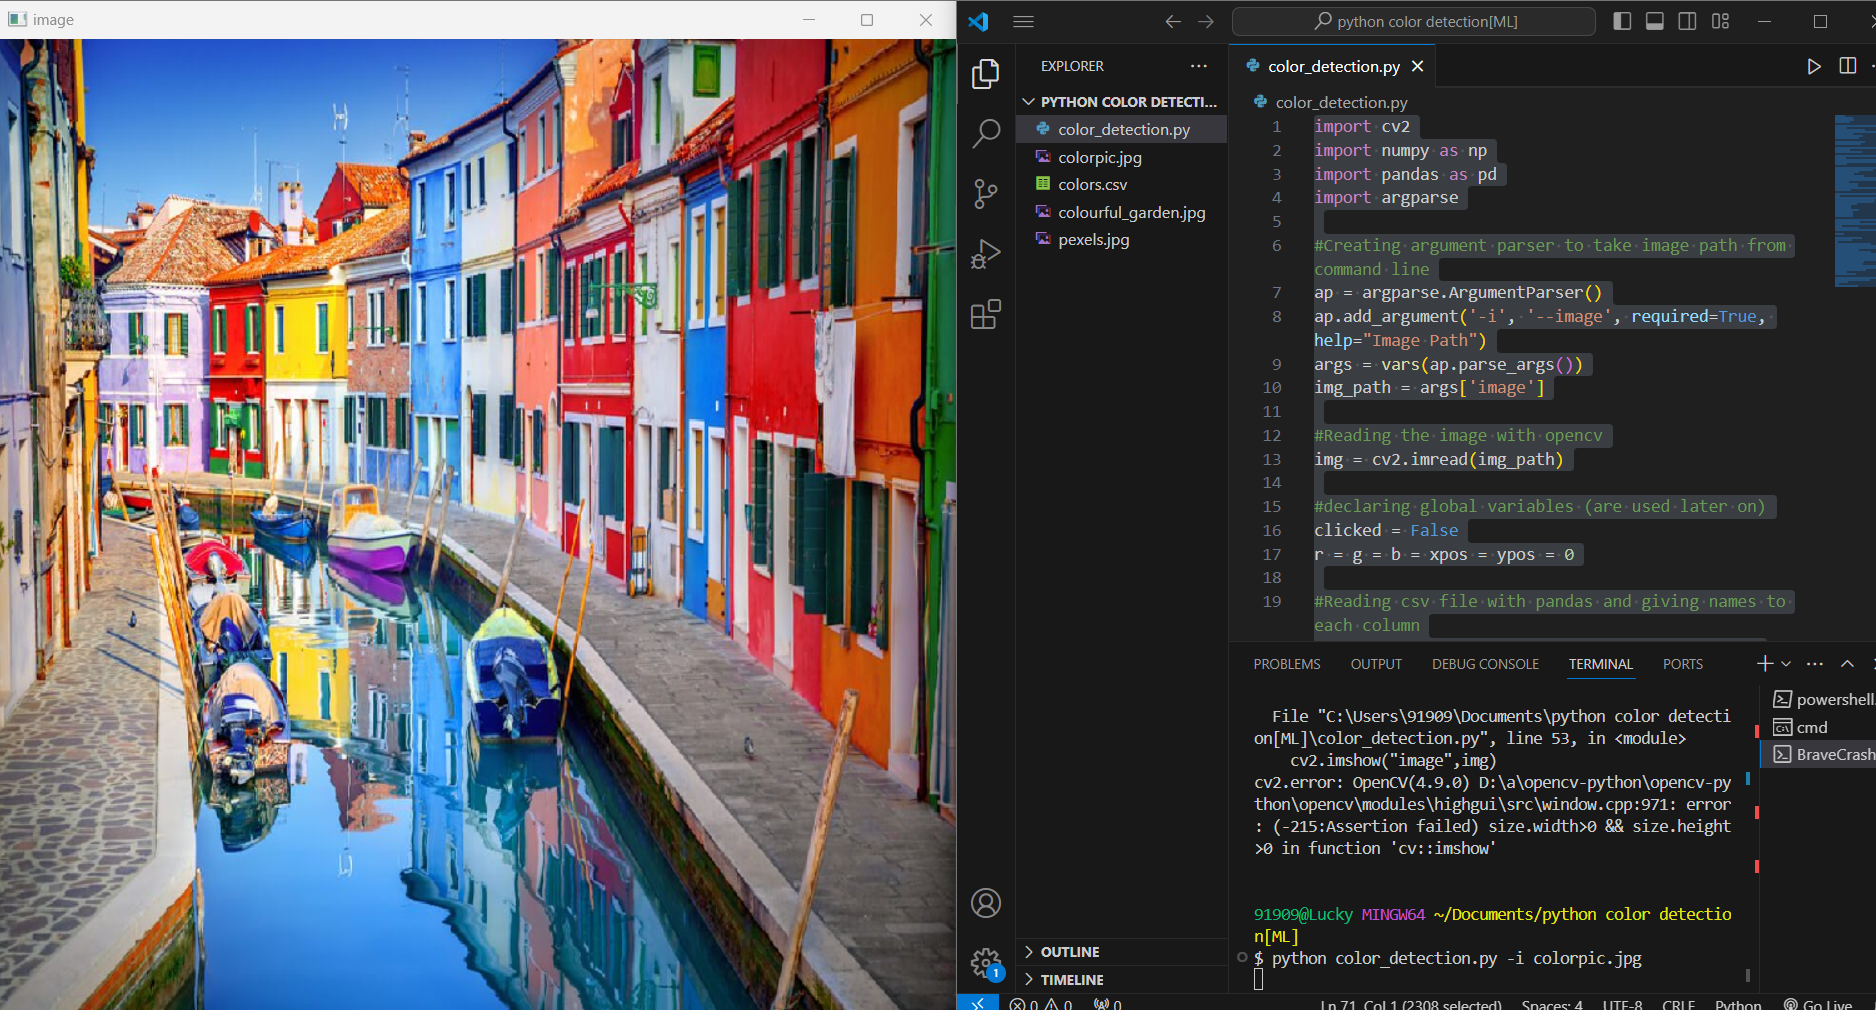 image
python color detection[ML]
EXPLORER
PYTHON COLOR DETECTI...
color_detection.py
colorpic.jpg
colors.csv
colourful_garden.jpg
pexels.jpg
OUTLINE
TIMELINE
1
color_detection.py
color_detection.py
1 import cv2
2 import numpy as np
3 import pandas as pd
4 import argparse
5
6 #Creating argument parser to take image path from
command line
7 ap = argparse.ArgumentParser()
8 ap.add_argument('-i', '--image', required=True,
help="Image Path")
9 args = vars(ap.parse_args())
10 img_path = args['image']
11
12 #Reading the image with opencv
13 img = cv2.imread(img_path)
14
15 #declaring global variables (are used later on)
16 clicked = False
17 r = g = b = xpos = ypos = 0
18
19 #Reading csv file with pandas and giving names to
each column
PROBLEMS OUTPUT DEBUG CONSOLE TERMINAL PORTS
File "C:\Users\91909\Documents\python color detecti
on[ML]\color_detection.py", line 53, in <module>
cv2.imshow("image",img)
cv2.error: OpenCV(4.9.0) D:\a\opencv-python\opencv-py
thon\opencv\modules\highgui\src\window.cpp:971: error
: (-215:Assertion failed) size.width>0 && size.height
>0 in function 'cv::imshow'
91909@Lucky MINGW64 ~/Documents/python color detectio
n[ML]
$ python color_detection.py -i colorpic.jpg
powershell
cmd
BraveCrash
0 0 0 Ln 71, Col 1 (2308 selected) Spaces: 4 UTF-8 CRLF Python Go Live